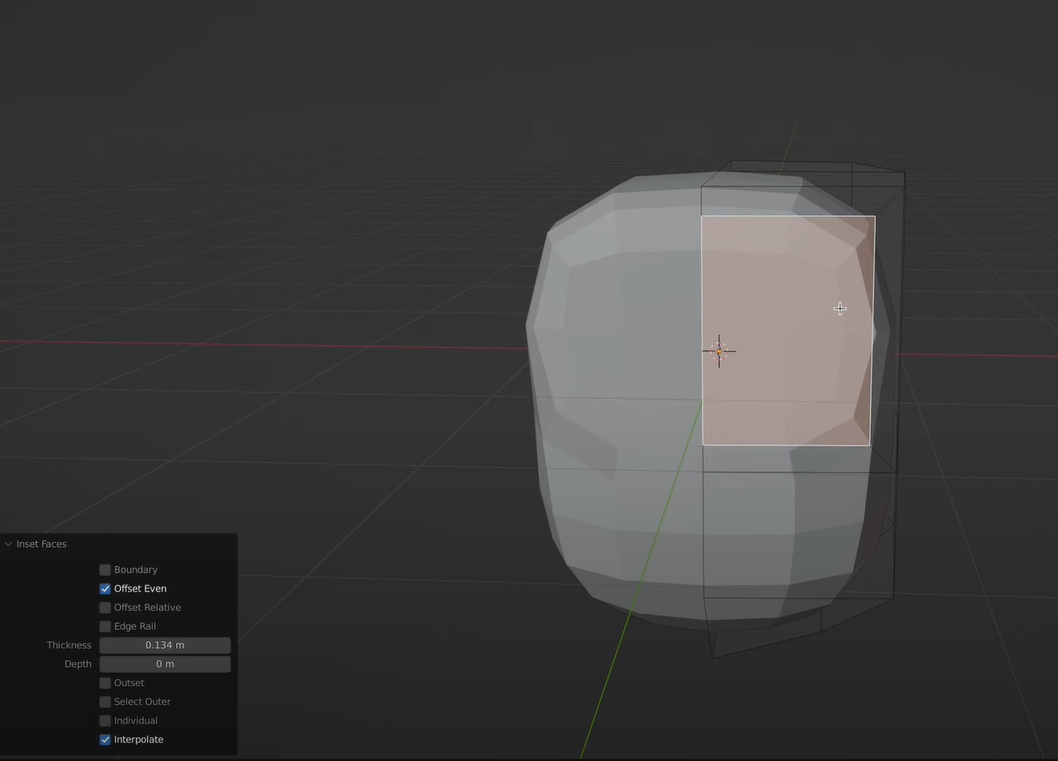 Inset Faces
Boundary
Offset Even
Offset Relative
Edge Rail
Thickness 0.134 m
Depth 0 m
Outset
Select Outer
Individual
Interpolate